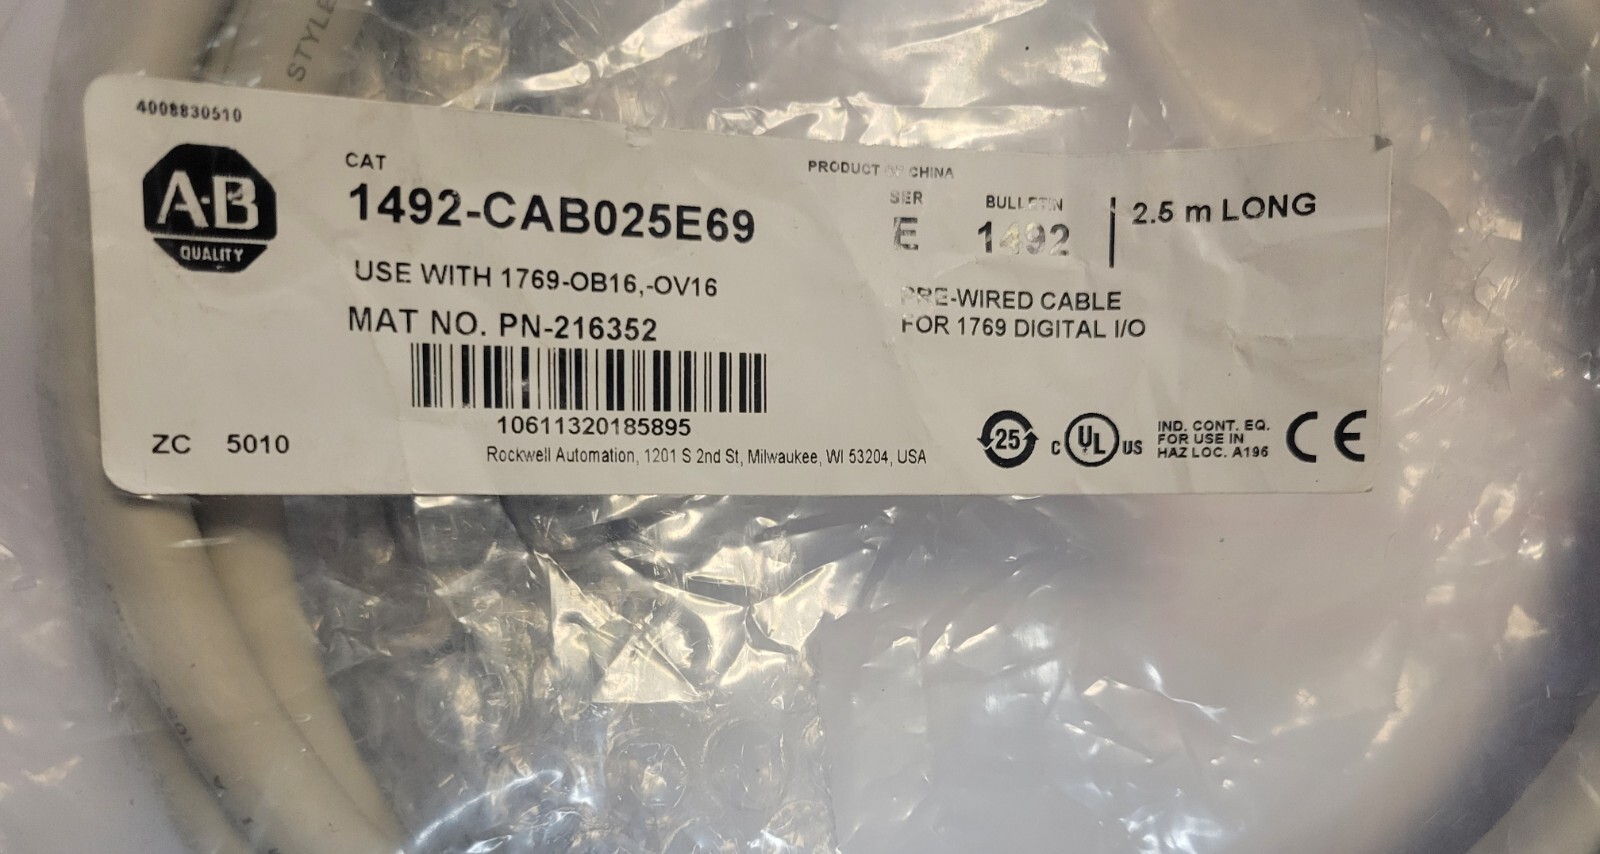 STYLE
4008830510
A-B
QUALITY
CAT
1492-CAB025E69
USE WITH 1769-OB16,-OV16
MAT NO. PN-216352
10611320185895
ZC 5010
Rockwell Automation, 1201 S 2nd St, Milwaukee, WI 53204, USA
PRODUCT OF CHINA
SER
E
BULLETIN
1492
2.5 m LONG
PRE-WIRED CABLE
FOR 1769 DIGITAL I/O
25
C UL US
IND. CONT. EQ.
FOR USE IN
HAZ LOC. A196
CE